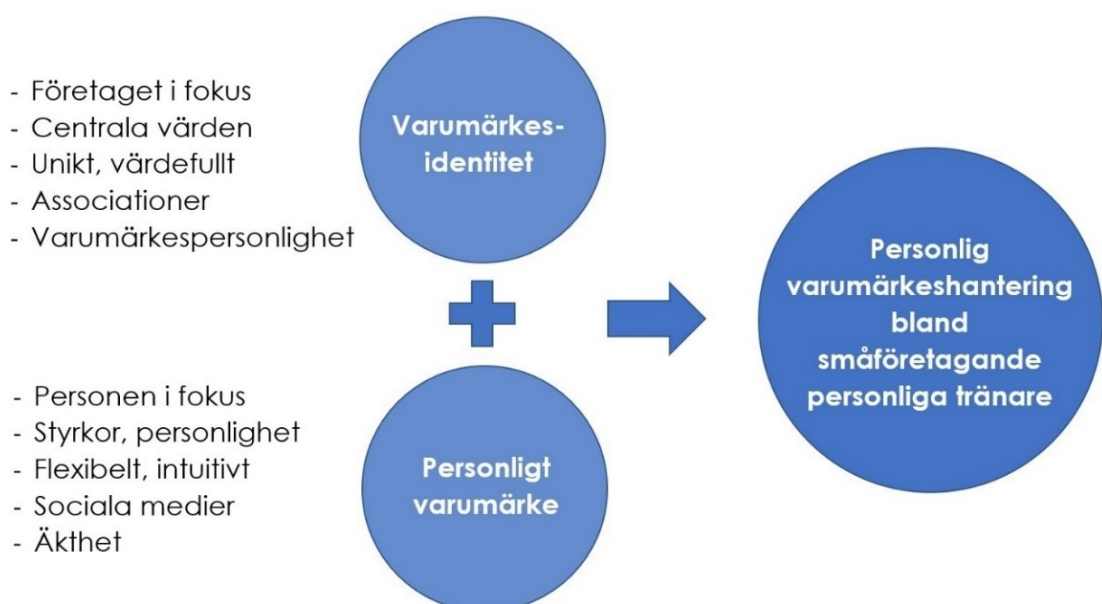 - Företaget i fokus
- Centrala värden
- Unikt, värdefullt
- Associationer
- Varumärkespersonlighet
Varumärkes-
identitet
- Personen i fokus
- Styrkor, personlighet
- Flexibelt, intuitivt
- Sociala medier
- Äkthet
Personligt
varumärke
Personlig
varumärkeshantering
bland
småföretagande
personliga tränare